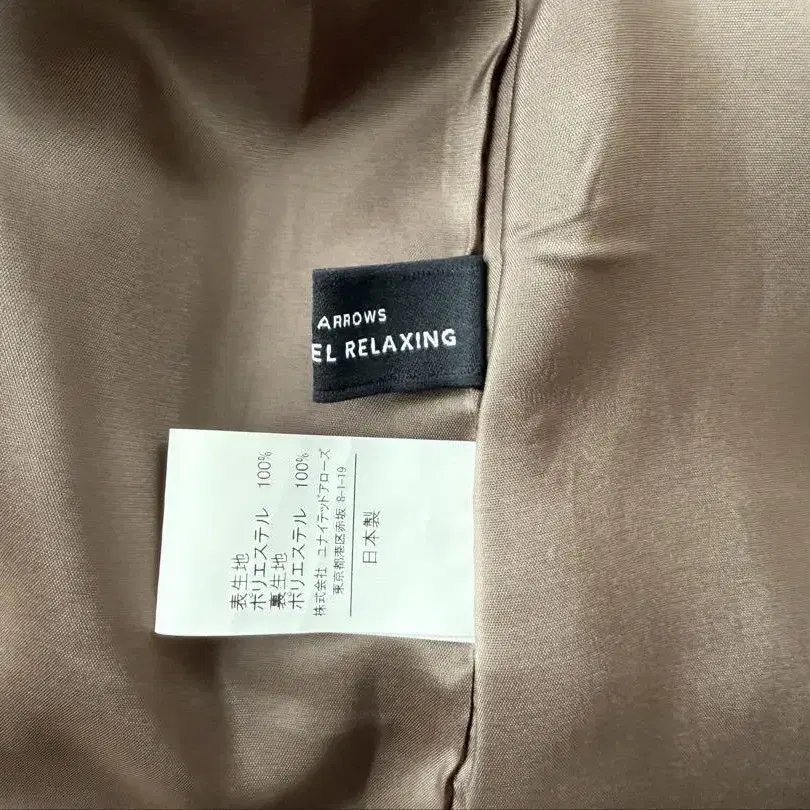 ARROWS
EL RELAXING
表生地
ポリエステル 100%
裏生地
ポリエステル 100%
株式会社 ユナイテッドアローズ
東京都港区赤坂 8-1-19
日本製